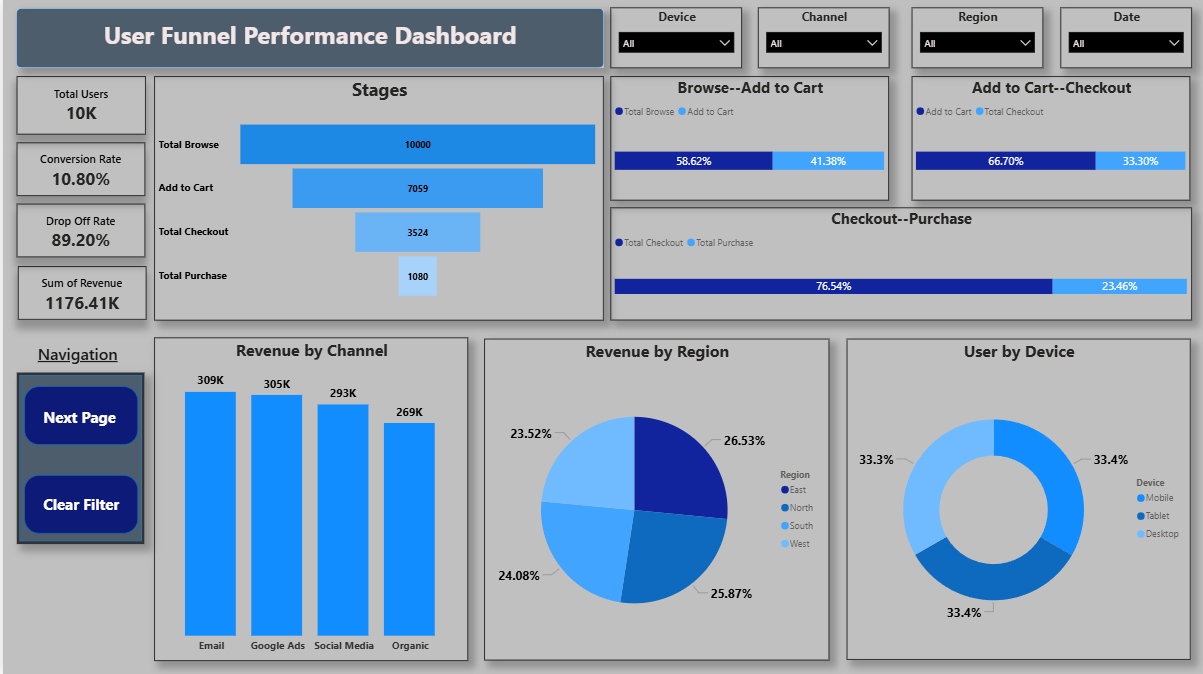 User Funnel Performance Dashboard
Device
All
Channel
All
Region
All
Date
All
Total Users
10K
Conversion Rate
10.80%
Drop Off Rate
89.20%
Sum of Revenue
1176.41K
Stages
Total Browse
10000
Add to Cart
7059
Total Checkout
3524
Total Purchase
1080
Browse--Add to Cart
Total Browse Add to Cart
58.62% 41.38%
Add to Cart--Checkout
Add to Cart Total Checkout
66.70% 33.30%
Checkout--Purchase
Total Checkout Total Purchase
76.54% 23.46%
Navigation
Next Page
Clear Filter
Revenue by Channel
309K
305K
293K
269K
Email Google Ads Social Media Organic
Revenue by Region
23.52%
26.53%
24.08%
25.87%
Region
East
North
South
West
User by Device
33.3%
33.4%
33.4%
Device
Mobile
Tablet
Desktop